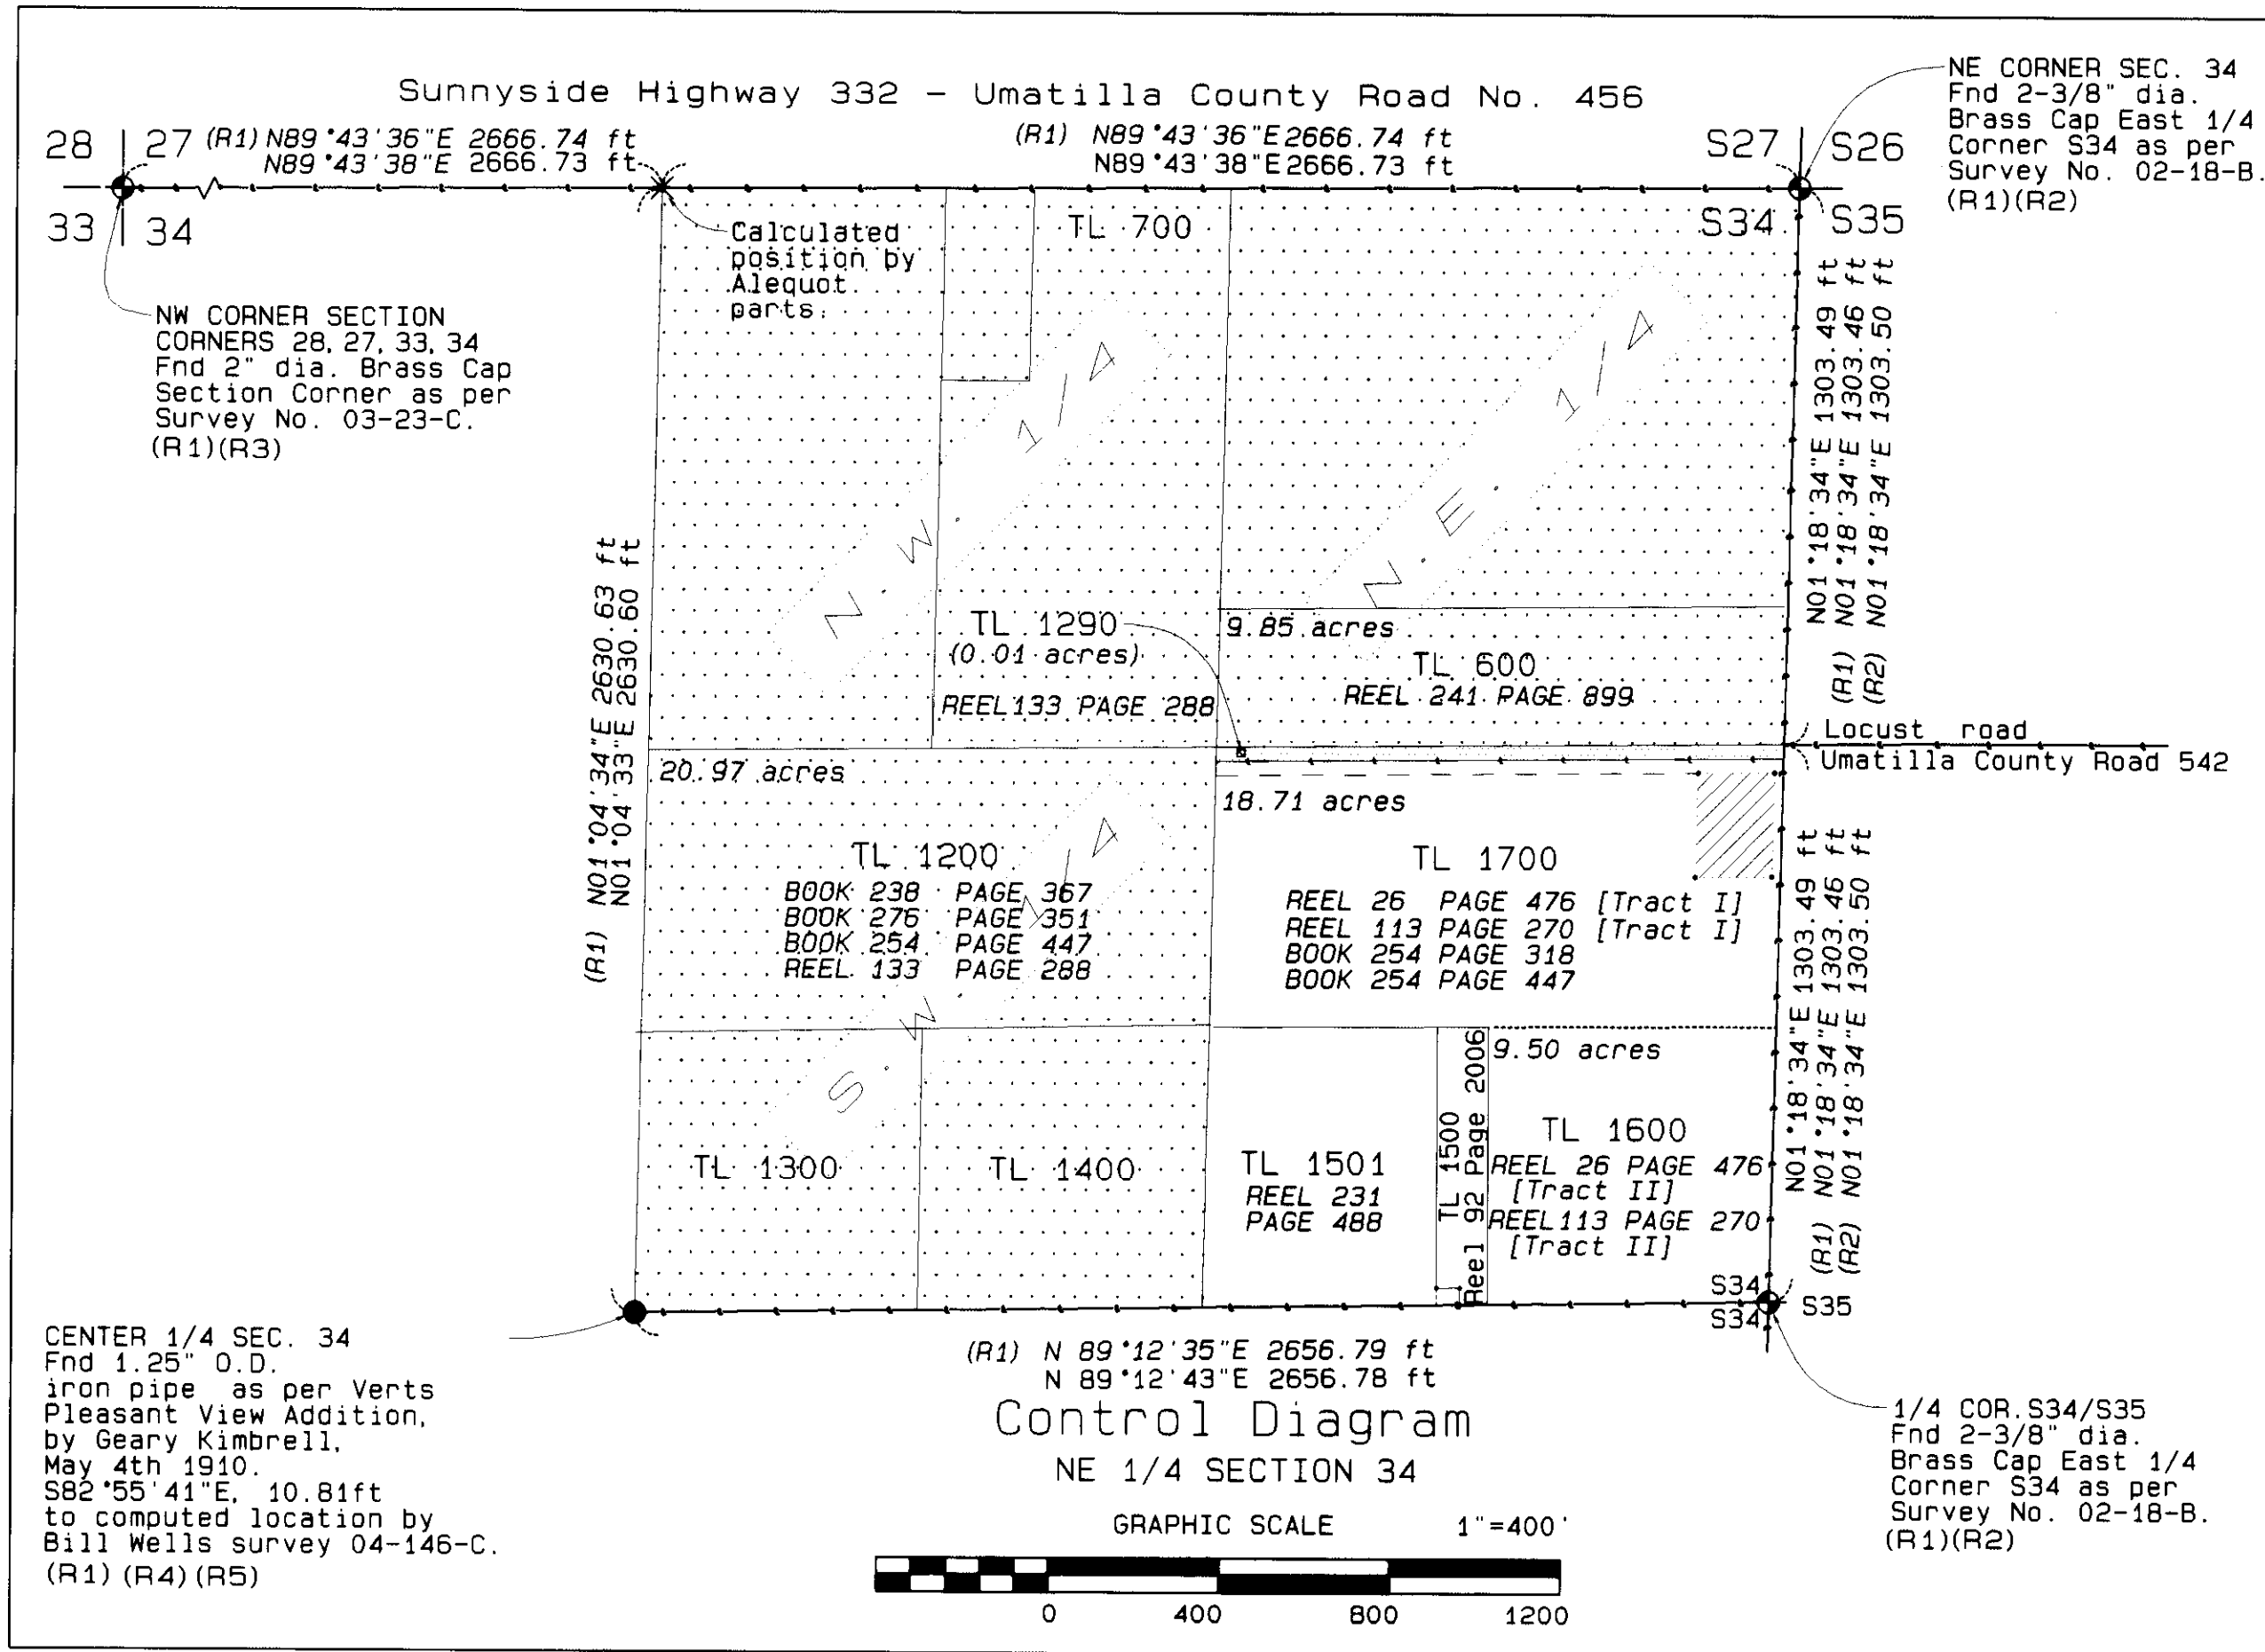 Sunnyside Highway 332 - Umatilla County Road No. 456
28 27 (R1) N89°43'36"E 2666.74 ft
N89°43'38"E 2666.73 ft
33 34
(R1) N89°43'36"E 2666.74 ft
N89°43'38"E 2666.73 ft
S27 S26
S34 S35
NE CORNER SEC. 34
Fnd 2-3/8" dia.
Brass Cap East 1/4
Corner S34 as per
Survey No. 02-18-B.
(R1)(R2)
NW CORNER SECTION
CORNERS 28, 27, 33, 34
Fnd 2" dia. Brass Cap
Section Corner as per
Survey No. 03-23-C.
(R1)(R3)
Calculated
position by
Alequot
parts.
TL 700
N.W. 1/4
N.E. 1/4
N01°18'34"E 1303.49 ft
(R1) N01°18'34"E 1303.46 ft
(R2) N01°18'34"E 1303.50 ft
(R1) N01°04'34"E 2630.63 ft
N01°04'33"E 2630.60 ft
TL 1290
(0.01 acres)
REEL 133 PAGE 288
9.85 acres
TL 600
REEL 241 PAGE 899
Locust road
Umatilla County Road 542
20.97 acres
TL 1200
BOOK 238 PAGE 367
BOOK 276 PAGE 351
BOOK 254 PAGE 447
REEL 133 PAGE 288
S.W. 1/4
18.71 acres
TL 1700
REEL 26 PAGE 476 [Tract I]
REEL 113 PAGE 270 [Tract I]
BOOK 254 PAGE 318
BOOK 254 PAGE 447
N01°18'34"E 1303.49 ft
(R1) N01°18'34"E 1303.46 ft
(R2) N01°18'34"E 1303.50 ft
TL 1300
TL 1400
TL 1501
REEL 231
PAGE 488
TL 1500
Reel 92 Page 2006
9.50 acres
TL 1600
REEL 26 PAGE 476
[Tract II]
REEL 113 PAGE 270
[Tract II]
S34
S34
S35
CENTER 1/4 SEC. 34
Fnd 1.25" O.D.
iron pipe as per Verts
Pleasant View Addition,
by Geary Kimbrell,
May 4th 1910.
S82°55'41"E, 10.81ft
to computed location by
Bill Wells survey 04-146-C.
(R1) (R4)(R5)
(R1) N 89°12'35"E 2656.79 ft
N 89°12'43"E 2656.78 ft
Control Diagram
NE 1/4 SECTION 34
GRAPHIC SCALE 1"=400'
0 400 800 1200
1/4 COR. S34/S35
Fnd 2-3/8" dia.
Brass Cap East 1/4
Corner S34 as per
Survey No. 02-18-B.
(R1)(R2)